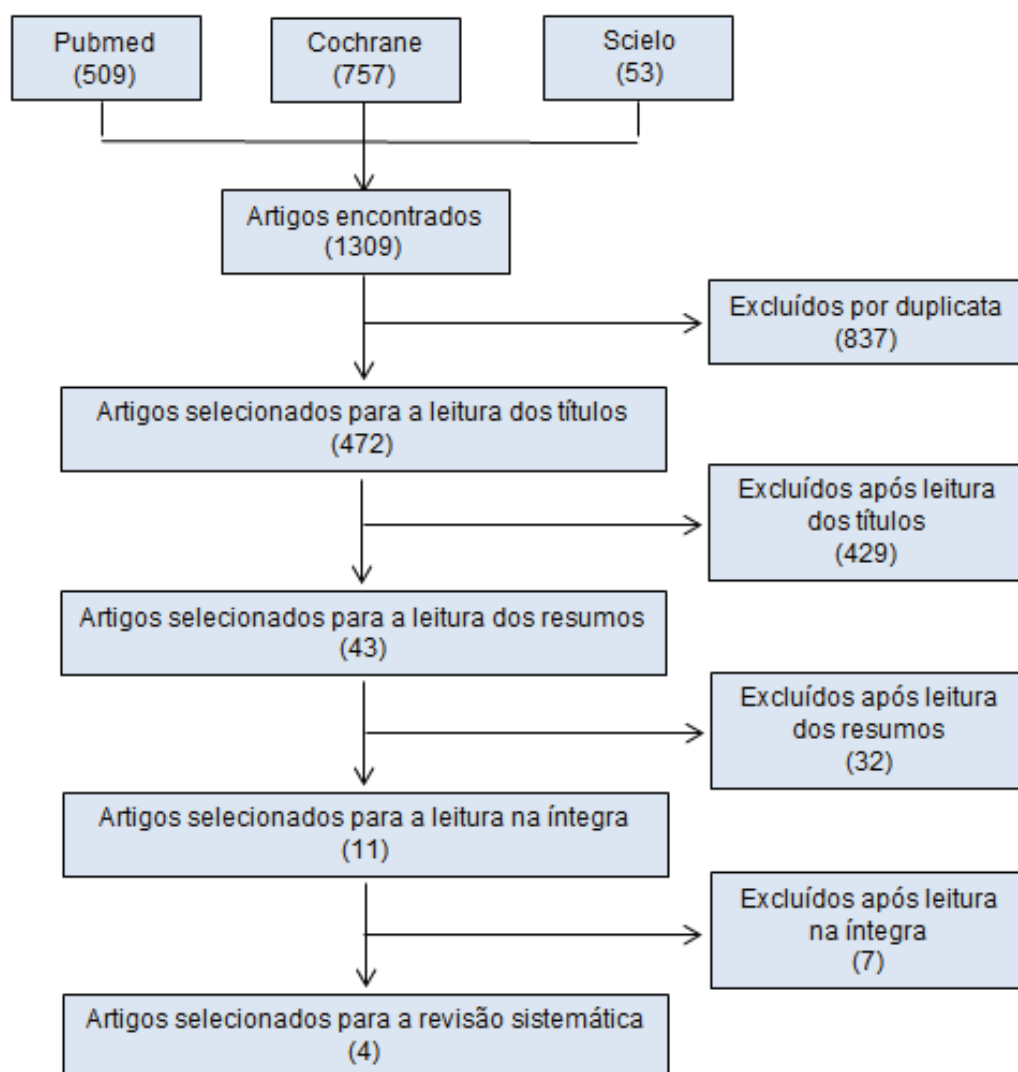 Pubmed
(509)
Cochrane
(757)
Scielo
(53)
Artigos encontrados
(1309)
Excluídos por duplicata
(837)
Artigos selecionados para a leitura dos títulos
(472)
Excluídos após leitura
dos títulos
(429)
Artigos selecionados para a leitura dos resumos
(43)
Excluídos após leitura
dos resumos
(32)
Artigos selecionados para a leitura na íntegra
(11)
Excluídos após leitura
na íntegra
(7)
Artigos selecionados para a revisão sistemática
(4)